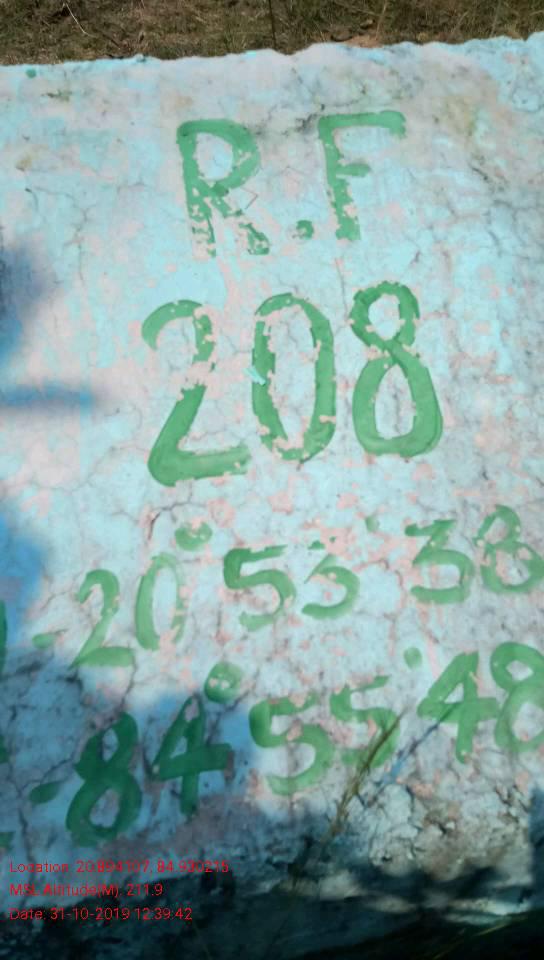 R.F
208
-20° 53' 38
-84° 55' 48
Location: 20.894107, 84.930215
MSL Altitude(M): 211.9
Date: 31-10-2019 12:39:42